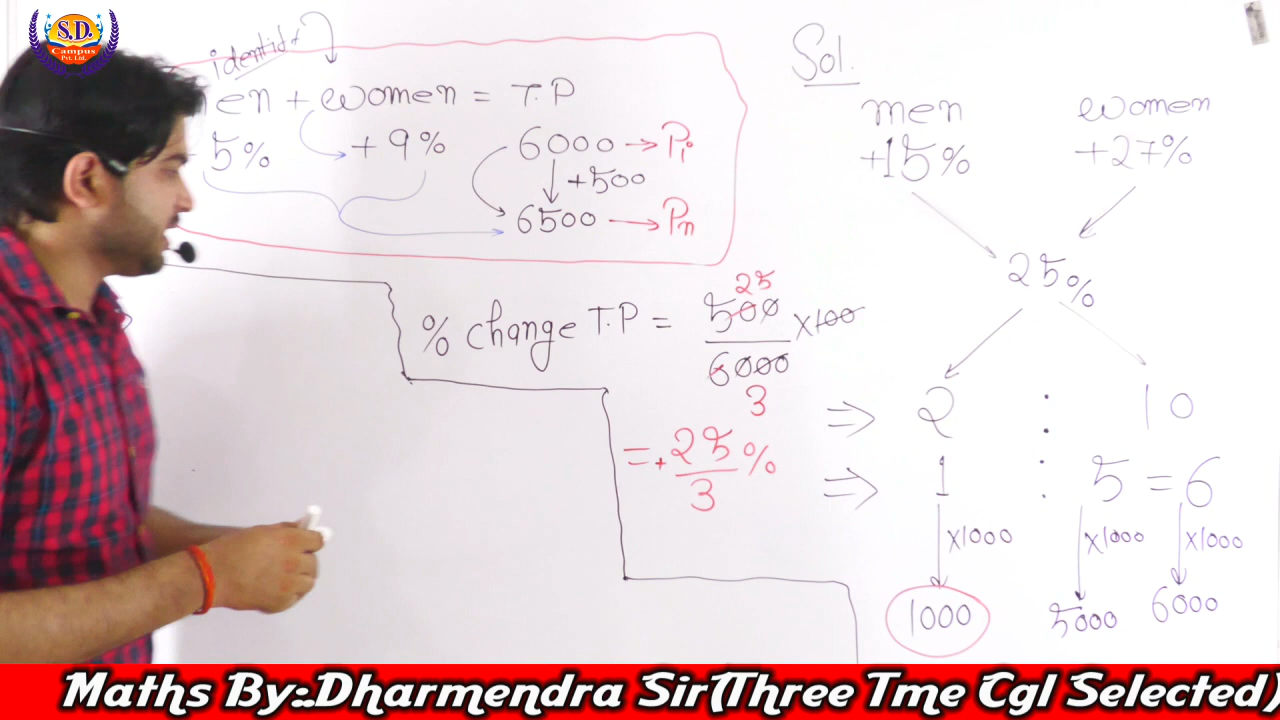 S.D.
Campus
Pvt. Ltd.
en + women = T.P
5% +9% 6000 → Pi
+500
6500 → Pn
% change T.P = 500/6000 ×100
25
3
= +25/3 %
Sol.
men women
+15% +27%
25%
⇒ 2 : 10
⇒ 1 : 5 = 6
×1000 ×1000 ×1000
1000 5000 6000
Maths By:.Dharmendra Sir(Three Tme Cgl Selected)